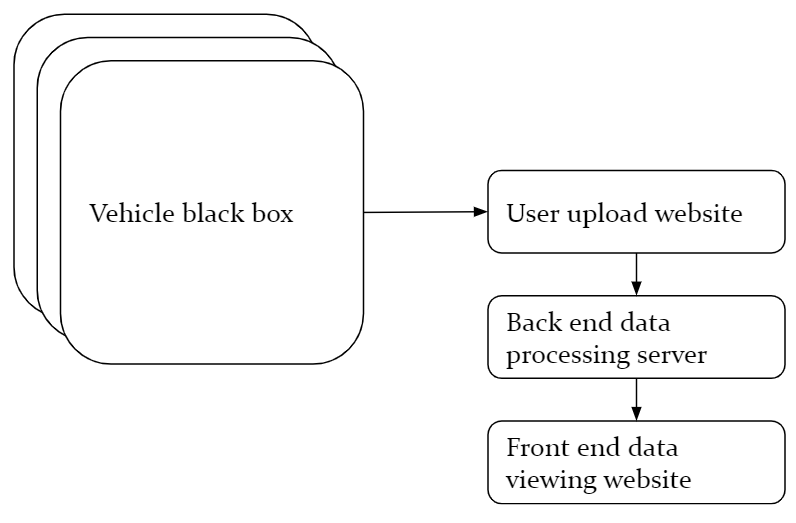 Vehicle black box
User upload website
Back end data
processing server
Front end data
viewing website